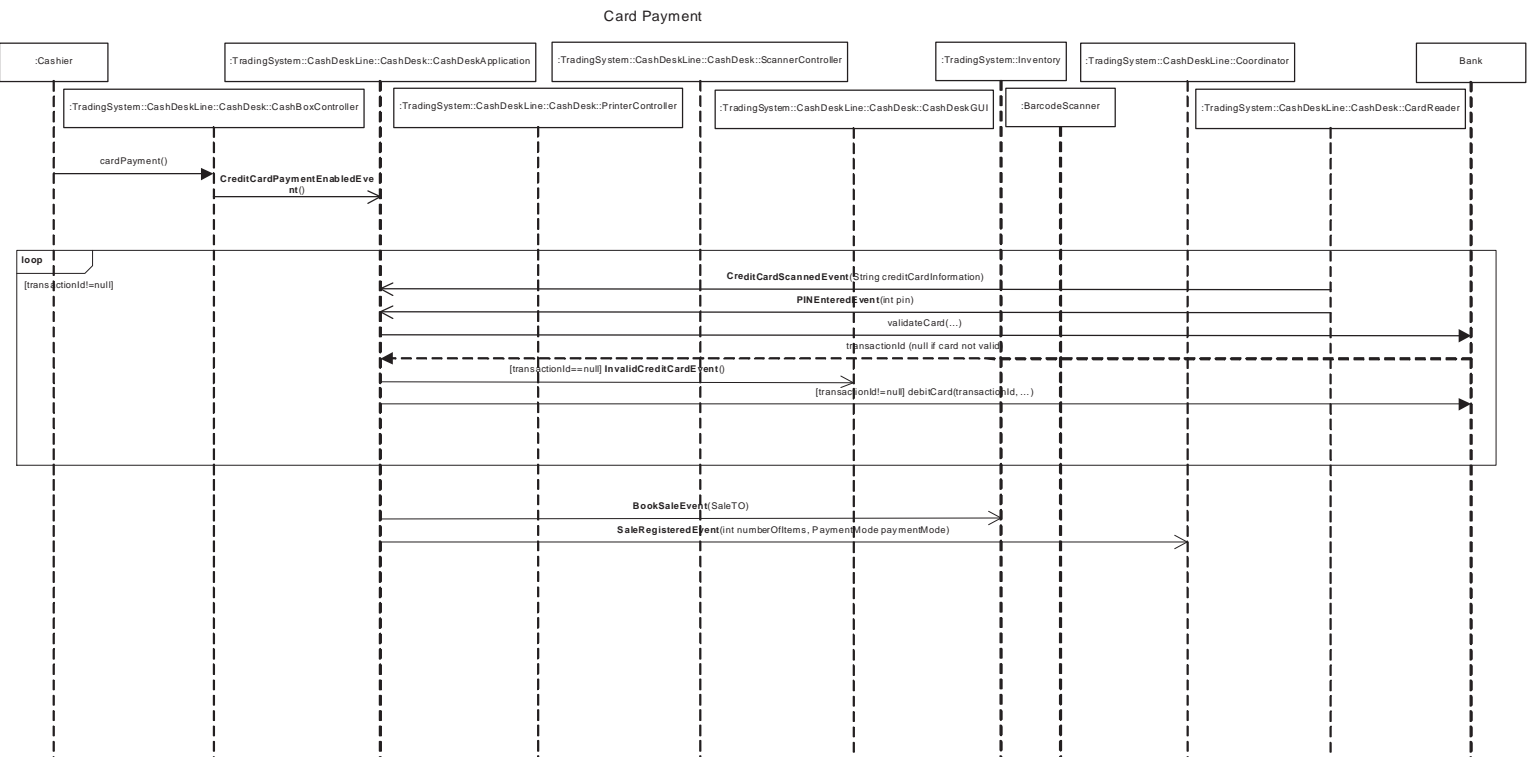 Card Payment
:Cashier
:TradingSystem::CashDeskLine::CashDesk::CashDeskApplication
:TradingSystem::CashDeskLine::CashDesk::ScannerController
:TradingSystem::Inventory
:TradingSystem::CashDeskLine::Coordinator
Bank
:TradingSystem::CashDeskLine::CashDesk::CashBoxController
:TradingSystem::CashDeskLine::CashDesk::PrinterController
:TradingSystem::CashDeskLine::CashDesk::CashDeskGUI
:BarcodeScanner
:TradingSystem::CashDeskLine::CashDesk::CardReader
cardPayment()
CreditCardPaymentEnabledEve
nt()
loop
[transactionId!=null]
CreditCardScannedEvent(String creditCardInformation)
PINEnteredEvent(int pin)
validateCard(...)
transactionId (null if card not valid)
[transactionId==null] InvalidCreditCardEvent()
[transactionId!=null] debitCard(transactionId, ...)
BookSaleEvent(SaleTO)
SaleRegisteredEvent(int numberOfItems, PaymentMode paymentMode)